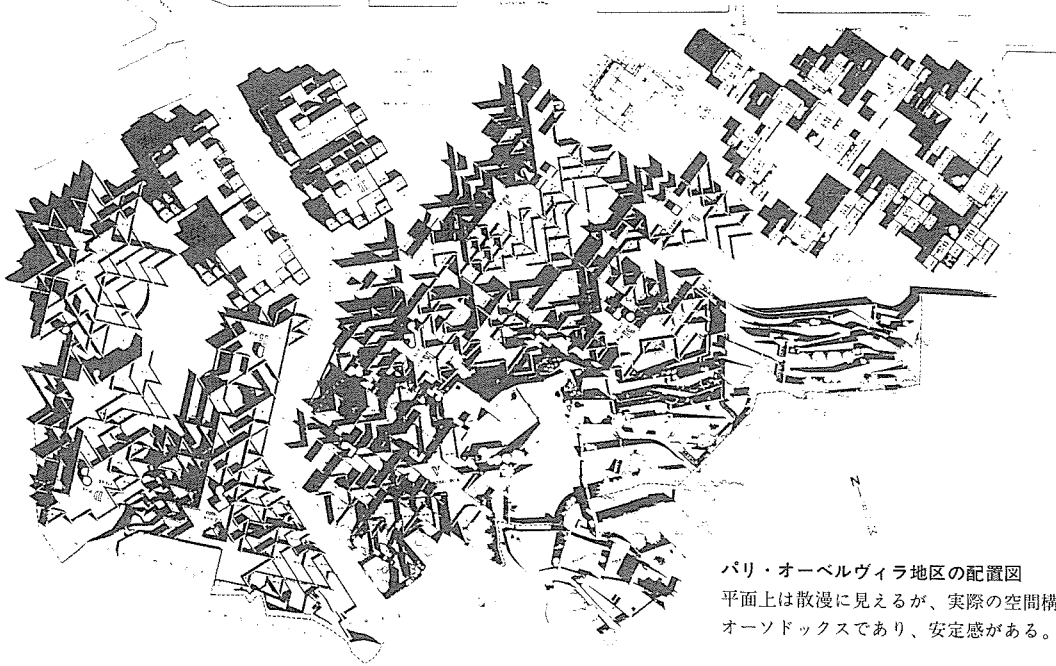 N
パリ・オーベルヴィラ地区の配置図
平面上は散漫に見えるが、実際の空間構
オーソドックスであり、安定感がある。